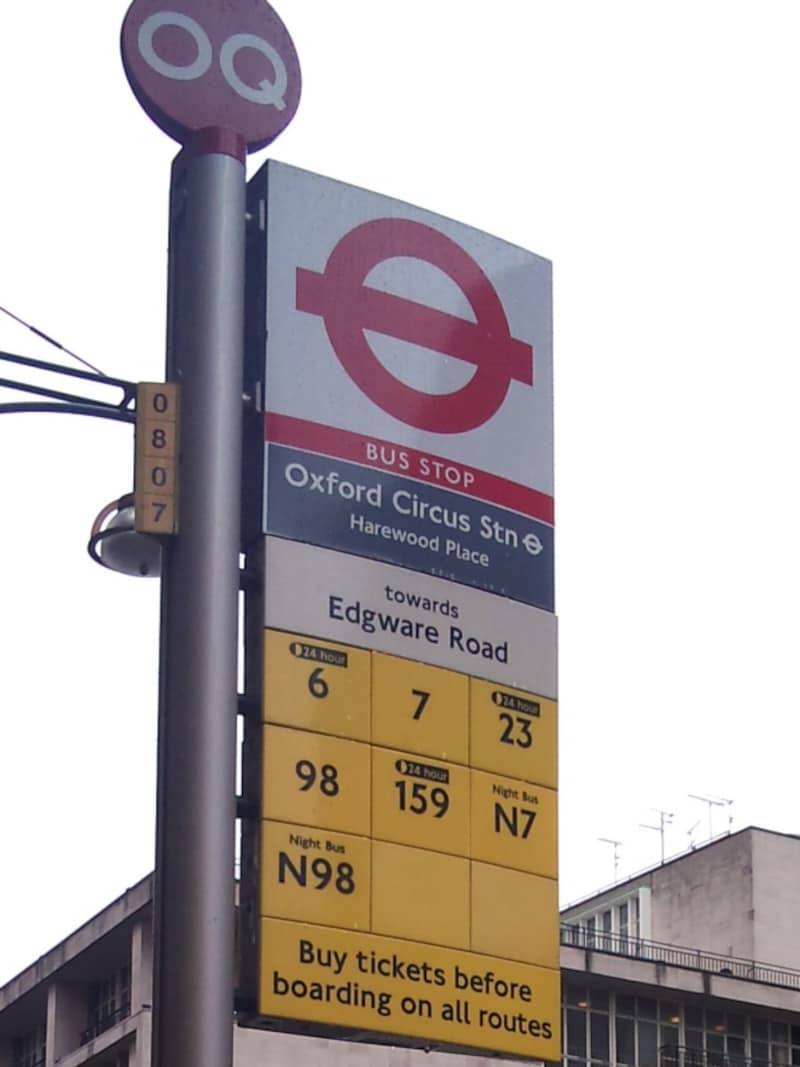 OQ
0
8
0
7
BUS STOP
Oxford Circus Stn
Harewood Place
towards
Edgware Road
24 hour
6
7
24 hour
23
98
24 hour
159
Night Bus
N7
Night Bus
N98
Buy tickets before
boarding on all routes